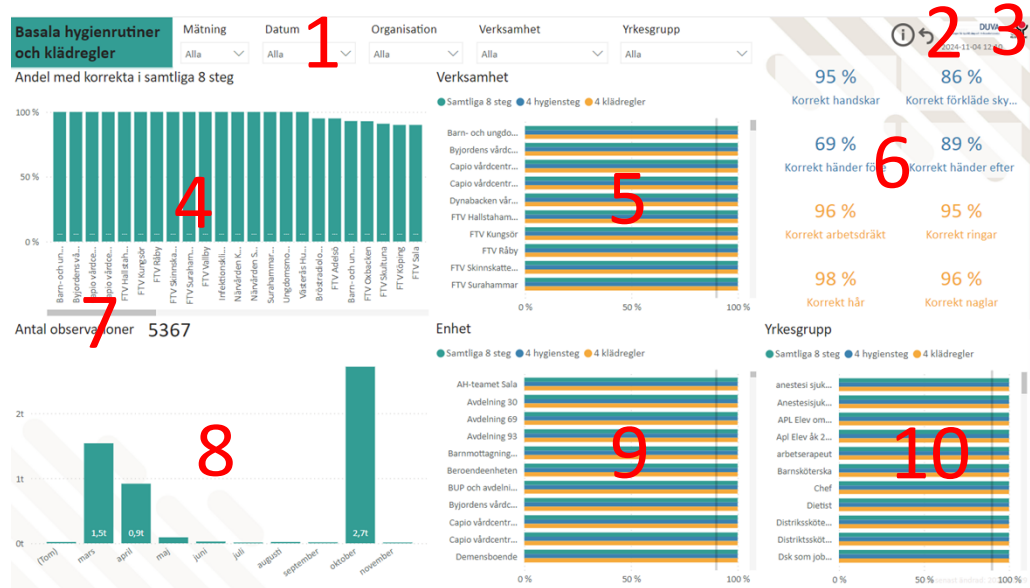 Basala hygienrutiner
och klädregler
Mätning
Datum
Organisation
Verksamhet
Yrkesgrupp
Alla
Alla
Alla
Alla
Alla
1
2
3
DUVA
2024-11-04
Andel med korrekta i samtliga 8 steg
100 %
50 %
0 %
4
Barn- och un...
Byjordens vå...
Capio vårdce...
Capio vårdce...
FTV Hallstah...
FTV Kungsör
FTV Råby
FTV Skinnska...
FTV Suraham...
FTV Vallby
Infektionskli...
Närvården K...
Närvården S...
Surahammar...
Ungdomsmo...
Västerås Hu...
Bröstradiolo...
FTV Adelsö
Barn- och un...
FTV Oxbacken
FTV Skultuna
FTV Köping
FTV Sala
Verksamhet
Samtliga 8 steg 4 hygiensteg 4 klädregler
Barn- och ungdo...
Byjordens vårdc...
Capio vårdcentr...
Capio vårdcentr...
Dynabacken vår...
FTV Hallstaham...
FTV Kungsör
FTV Råby
FTV Skinnskatte...
FTV Surahammar
0 % 50 % 100 %
5
95 % 86 %
Korrekt handskar Korrekt förkläde sky...
69 % 89 %
Korrekt händer före Korrekt händer efter
6
96 % 95 %
Korrekt arbetsdräkt Korrekt ringar
98 % 96 %
Korrekt hår Korrekt naglar
7
Antal observationer 5367
2t
1t
0t
1,5t
0,9t
2,7t
8
(Tom) mars april maj juni juli augusti september oktober november
Enhet
Samtliga 8 steg 4 hygiensteg 4 klädregler
AH-teamet Sala
Avdelning 30
Avdelning 69
Avdelning 93
Barnmottagning...
Beroendeenheten
BUP och avdelni...
Byjordens vårdc...
Capio vårdcentr...
Capio vårdcentr...
Demensboende
0 % 50 % 100 %
9
Yrkesgrupp
Samtliga 8 steg 4 hygiensteg 4 klädregler
anestesi sjuk...
Anestesisjuk...
APL Elev om...
Apl Elev åk 2...
arbetserapeut
Barnsköterska
Chef
Dietist
Distrikssköte...
Distriktssköt...
Dsk som job...
0 % 50 % 100 %
10